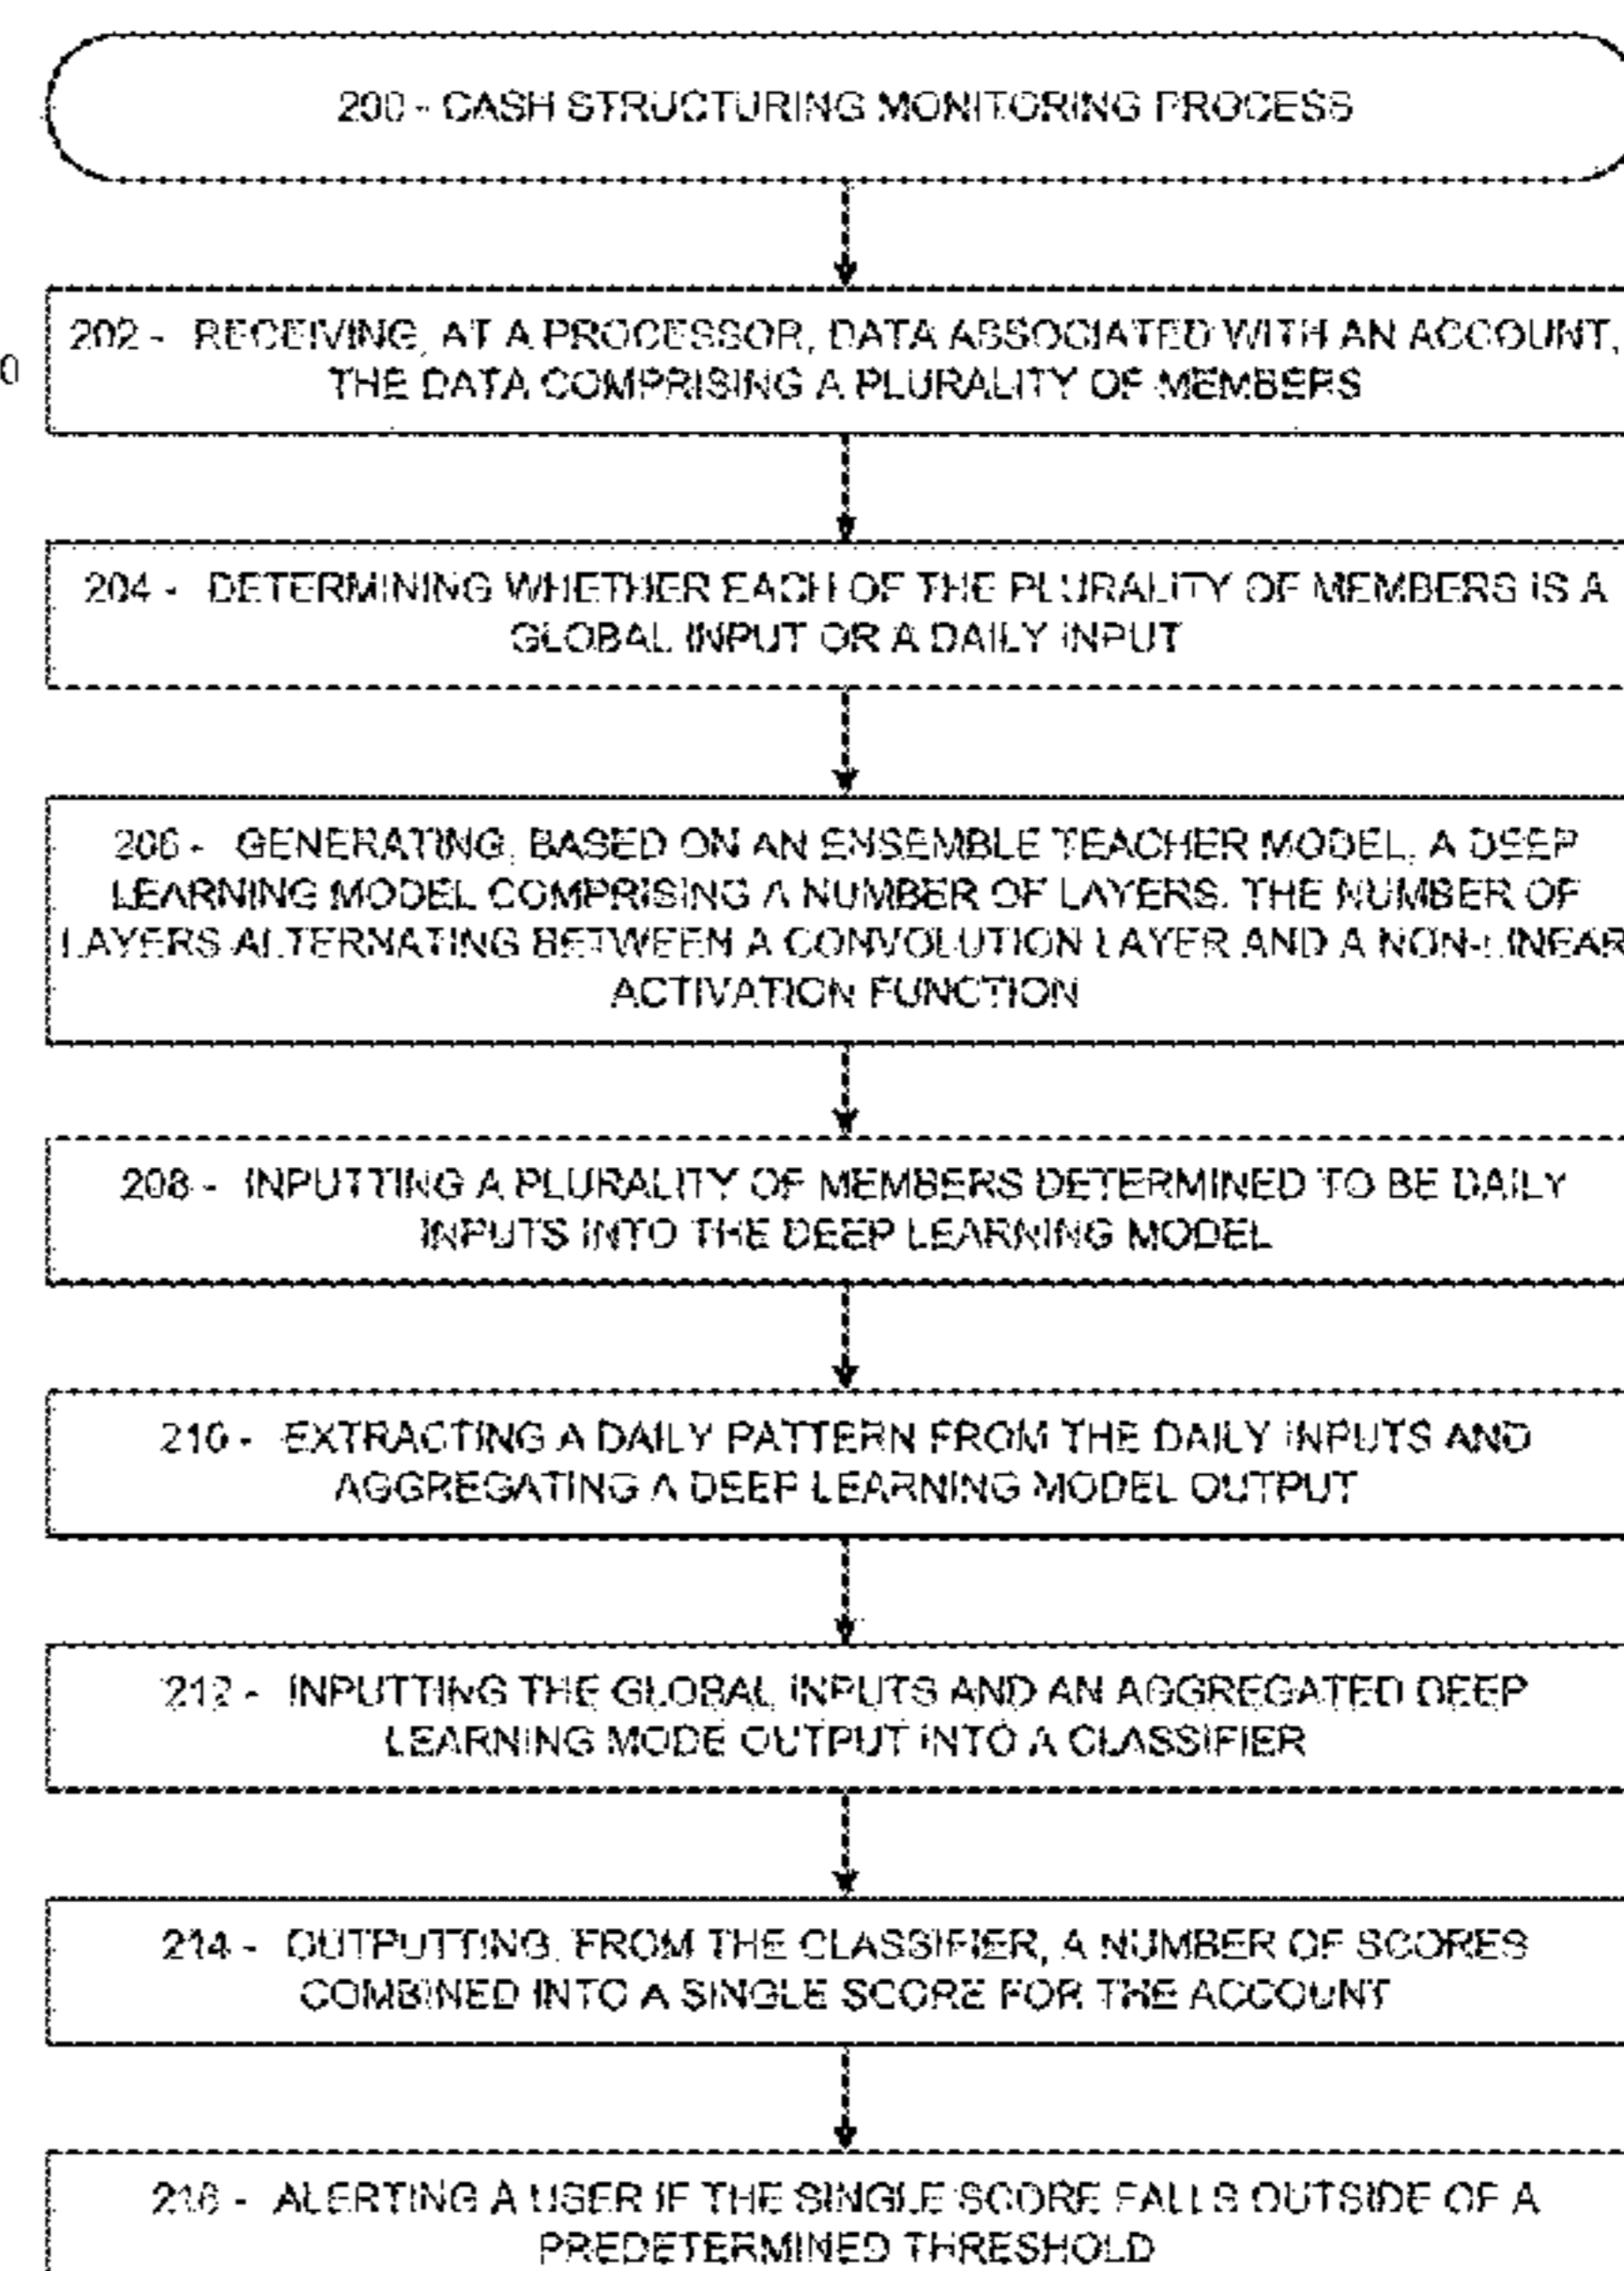 200 - CASH STRUCTURING MONITORING PROCESS
0
202 - RECEIVING, AT A PROCESSOR, DATA ASSOCIATED WITH AN ACCOUNT,
THE DATA COMPRISING A PLURALITY OF MEMBERS
204 - DETERMINING WHETHER EACH OF THE PLURALITY OF MEMBERS IS A
GLOBAL INPUT OR A DAILY INPUT
206 - GENERATING, BASED ON AN ENSEMBLE TEACHER MODEL, A DEEP
LEARNING MODEL COMPRISING A NUMBER OF LAYERS, THE NUMBER OF
LAYERS ALTERNATING BETWEEN A CONVOLUTION LAYER AND A NON-LINEAR
ACTIVATION FUNCTION
208 - INPUTTING A PLURALITY OF MEMBERS DETERMINED TO BE DAILY
INPUTS INTO THE DEEP LEARNING MODEL
210 - EXTRACTING A DAILY PATTERN FROM THE DAILY INPUTS AND
AGGREGATING A DEEP LEARNING MODEL OUTPUT
212 - INPUTTING THE GLOBAL INPUTS AND AN AGGREGATED DEEP
LEARNING MODE OUTPUT INTO A CLASSIFIER
214 - OUTPUTTING, FROM THE CLASSIFIER, A NUMBER OF SCORES
COMBINED INTO A SINGLE SCORE FOR THE ACCOUNT
216 - ALERTING A USER IF THE SINGLE SCORE FALLS OUTSIDE OF A
PREDETERMINED THRESHOLD